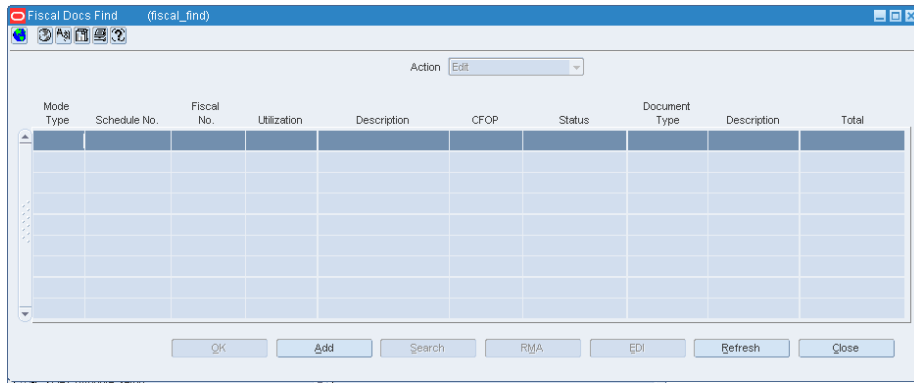 Fiscal Docs Find (fiscal_find)
Action Edit
Mode Type Schedule No. Fiscal No. Utilization Description CFOP Status Document Type Description Total
OK Add Search RMA EDI Refresh Close